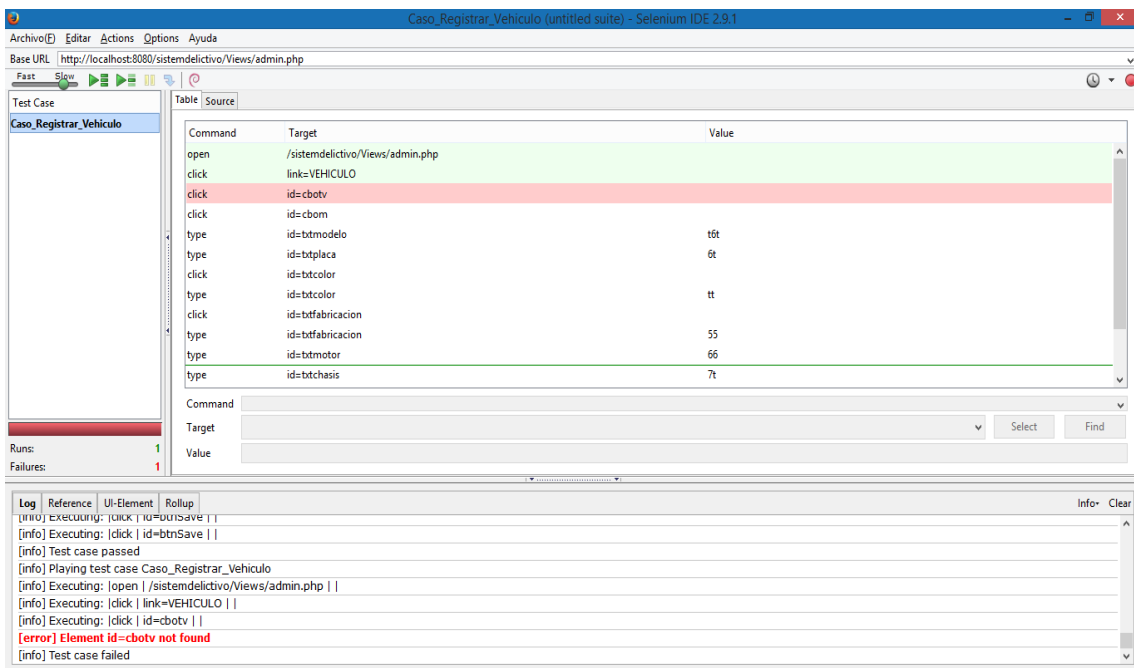 Caso_Registrar_Vehiculo (untitled suite) - Selenium IDE 2.9.1
Archivo(F) Editar Actions Options Ayuda
Base URL http://localhost:8080/sistemdelictivo/Views/admin.php
Fast Slow
Test Case
Table Source
Caso_Registrar_Vehiculo
Command Target Value
open /sistemdelictivo/Views/admin.php
click link=VEHICULO
click id=cbotv
click id=cbom
type id=txtmodelo t6t
type id=txtplaca 6t
click id=txtcolor
type id=txtcolor tt
click id=txtfabricacion
type id=txtfabricacion 55
type id=txtmotor 66
type id=txtchasis 7t
Command
Target Select Find
Value
Runs: 1
Failures: 1
Log Reference UI-Element Rollup Info Clear
[info] Executing: |click | id=btnSave | |
[info] Executing: |click | id=btnSave | |
[info] Test case passed
[info] Playing test case Caso_Registrar_Vehiculo
[info] Executing: |open | /sistemdelictivo/Views/admin.php | |
[info] Executing: |click | link=VEHICULO | |
[info] Executing: |click | id=cbotv | |
[error] Element id=cbotv not found
[info] Test case failed